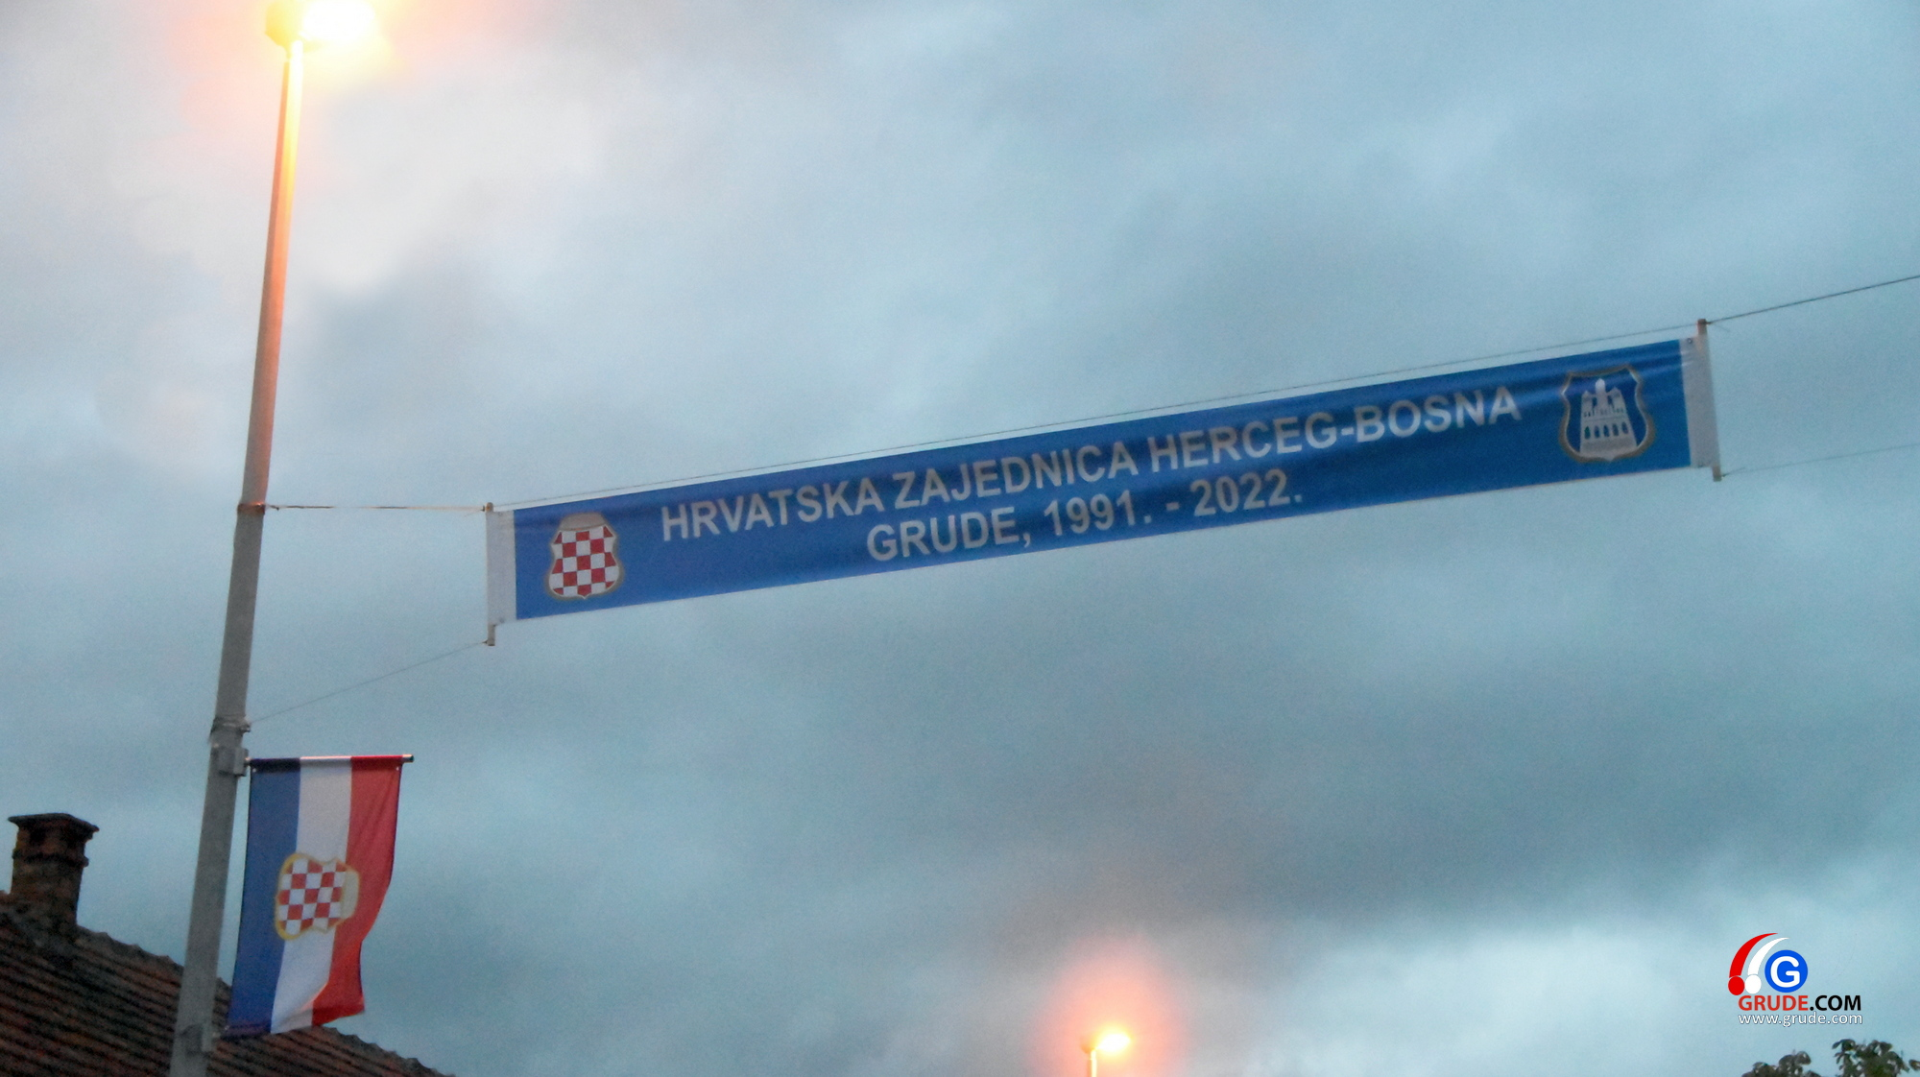 HRVATSKA ZAJEDNICA HERCEG-BOSNA
GRUDE, 1991. - 2022.
G
GRUDE.COM
www.grude.com